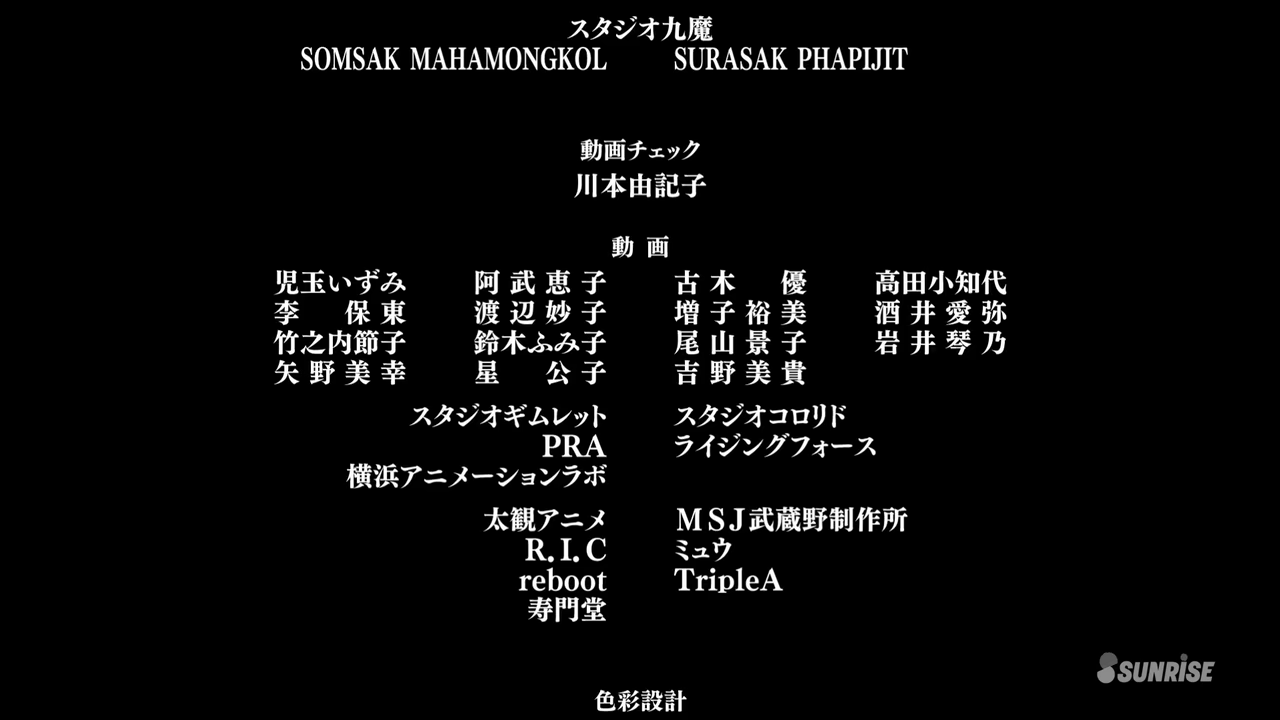 スタジオ九魔
SOMSAK MAHAMONGKOL SURASAK PHAPIJIT
動画チェック
川本由記子
動 画
児玉いずみ 阿武恵子 古木 優 高田小知代
李 保東 渡辺妙子 増子裕美 酒井愛弥
竹之内節子 鈴木ふみ子 尾山景子 岩井琴乃
矢野美幸 星 公子 吉野美貴
スタジオギムレット スタジオコロリド
PRA ライジングフォース
横浜アニメーションラボ
太観アニメ MSJ武蔵野制作所
R.I.C ミュウ
reboot TripleA
寿門堂
SUNRISE
色彩設計